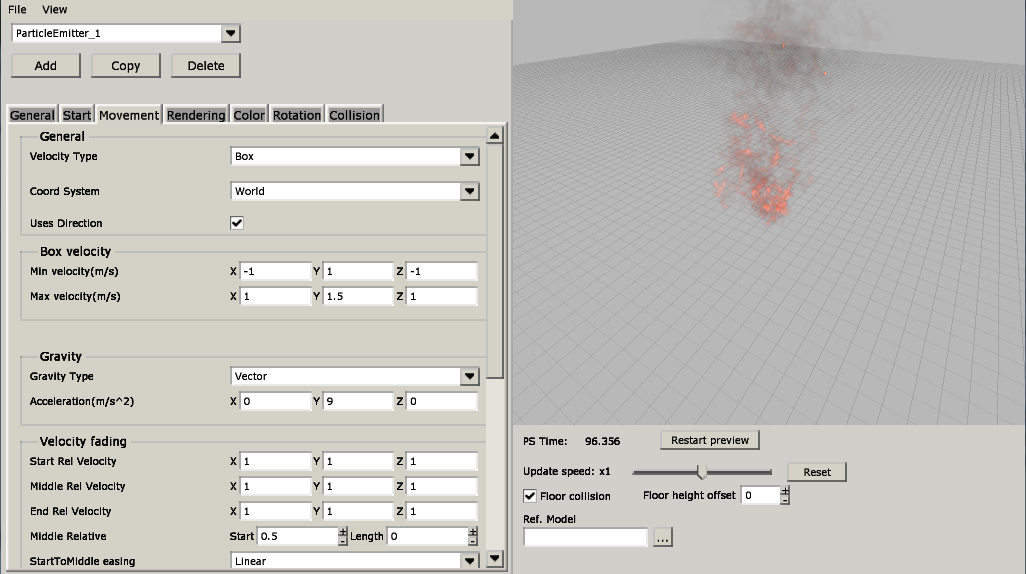 File View
ParticleEmitter_1
Add Copy Delete
General Start Movement Rendering Color Rotation Collision
General
Velocity Type Box
Coord System World
Uses Direction
Box velocity
Min velocity(m/s) X -1 Y 1 Z -1
Max velocity(m/s) X 1 Y 1.5 Z 1
Gravity
Gravity Type Vector
Acceleration(m/s^2) X 0 Y 9 Z 0
Velocity fading
Start Rel Velocity X 1 Y 1 Z 1
Middle Rel Velocity X 1 Y 1 Z 1
End Rel Velocity X 1 Y 1 Z 1
Middle Relative Start 0.5 + - Length 0 + -
StartToMiddle easing Linear
PS Time: 96.356 Restart preview
Update speed: x1 Reset
Floor collision Floor height offset 0 + -
Ref. Model
...